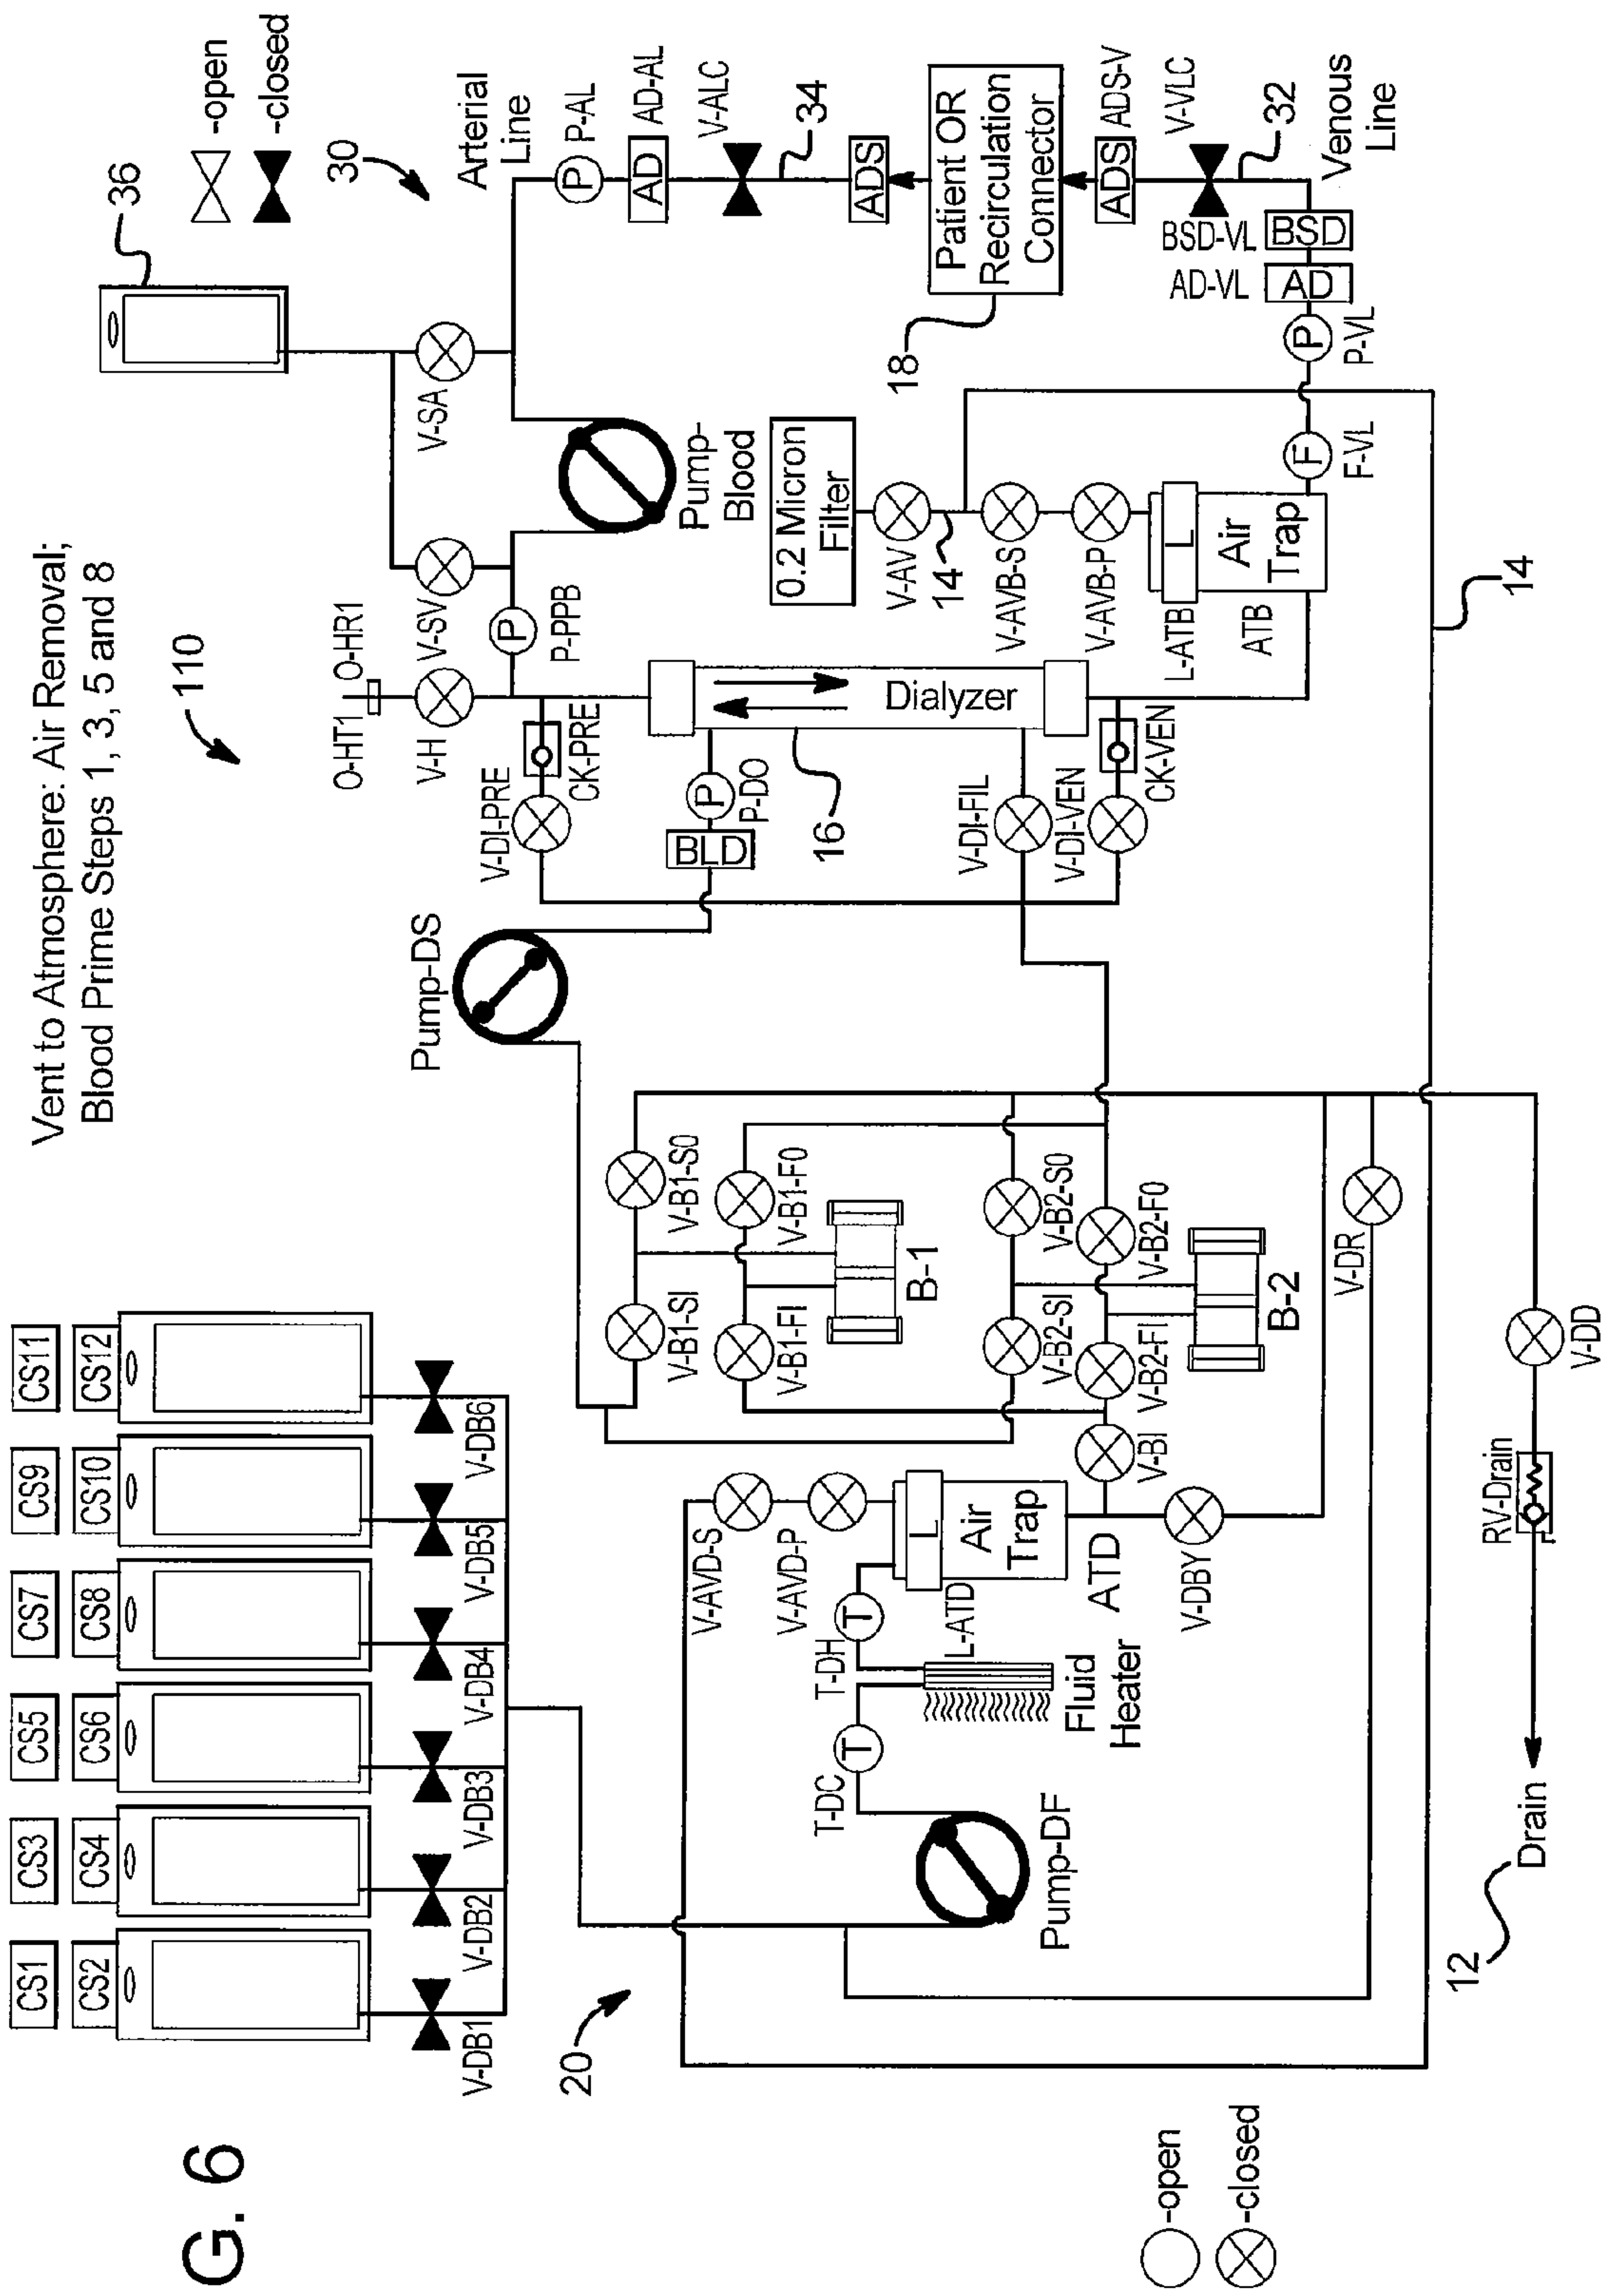 G. 6
Vent to Atmosphere: Air Removal;
Blood Prime Steps 1, 3, 5 and 8
110
CS1
CS2
CS3
CS4
CS5
CS6
CS7
CS8
CS9
CS10
CS11
CS12
V-DB1
V-DB2
V-DB3
V-DB4
V-DB5
V-DB6
36
-open
-closed
30
20
Pump-DS
O-HT1
O-HR1
V-H
V-SV
V-SA
P
P-PPB
Pump-
Blood
Arterial
Line
P
P-AL
AD
AD-AL
V-ALC
34
ADS
Patient OR
Recirculation
Connector
18
ADS
ADS-V
V-VLC
32
Venous
Line
BSD-VL
BSD
AD-VL
AD
P
P-VL
F
F-VL
V-DI-PRE
CK-PRE
BLD
P
P-DO
Dialyzer
16
V-DI-FIL
V-DI-VEN
CK-VEN
0.2 Micron
Filter
V-AV
14
V-AVB-S
V-AVB-P
L-ATB
L
Air
Trap
ATB
14
V-B1-SI
V-B1-S0
V-B1-FI
V-B1-F0
B-1
V-B2-SI
V-B2-S0
V-B2-FI
V-B2-F0
B-2
V-BI
V-AVD-S
V-AVD-P
L
Air
Trap
L-ATD
ATD
T
T-DH
T
T-DC
Fluid
Heater
Pump-DF
V-DBY
V-DR
V-DD
RV-Drain
Drain
12
-open
-closed